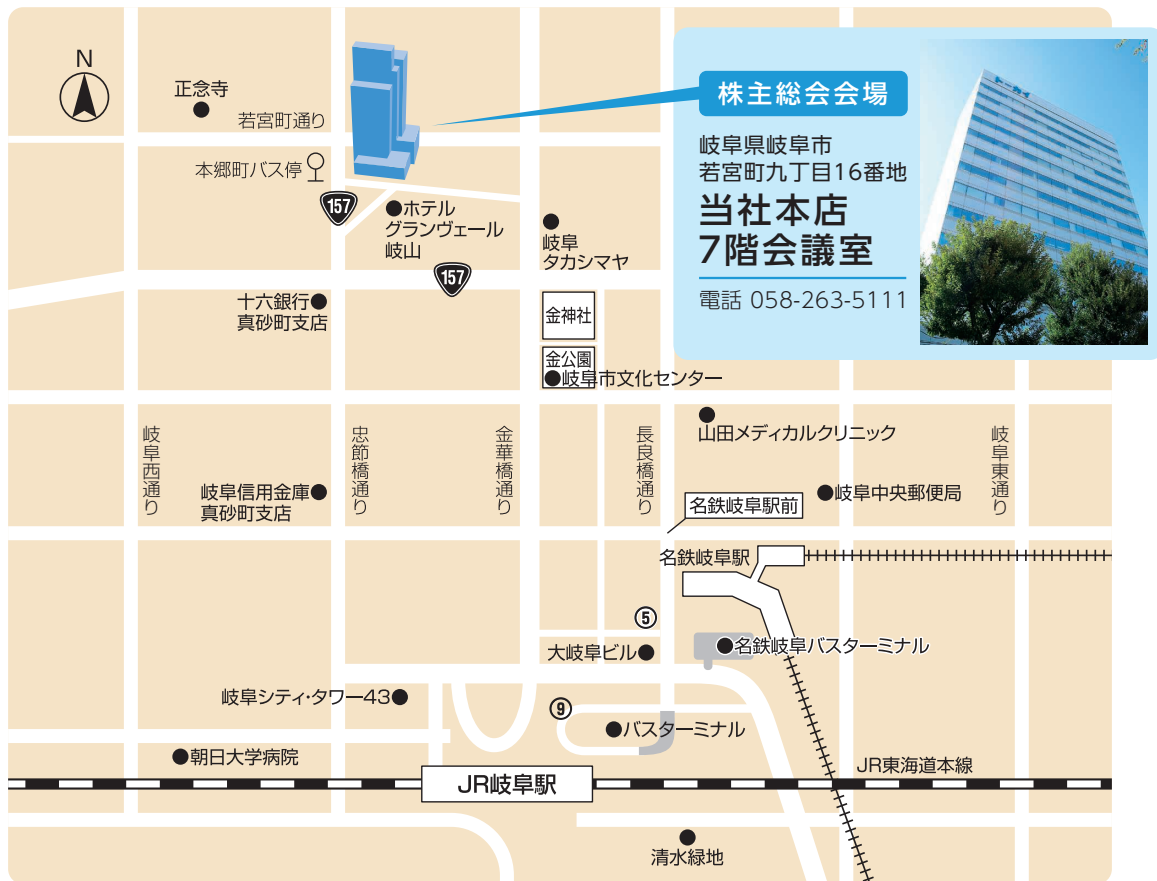 N
正念寺
若宮町通り
本郷町バス停
157
ホテル
グランヴェール
岐山
岐阜
タカシマヤ
157
十六銀行
真砂町支店
金神社
金公園
岐阜市文化センター
株主総会会場
岐阜県岐阜市
若宮町九丁目16番地
当社本店
7階会議室
電話 058-263-5111
トーカイ
山田メディカルクリニック
岐阜西通り
忠節橋通り
金華橋通り
長良橋通り
岐阜東通り
岐阜信用金庫
真砂町支店
名鉄岐阜駅前
岐阜中央郵便局
名鉄岐阜駅
5
大岐阜ビル
名鉄岐阜バスターミナル
岐阜シティ・タワー43
9
バスターミナル
朝日大学病院
JR岐阜駅
JR東海道本線
清水緑地